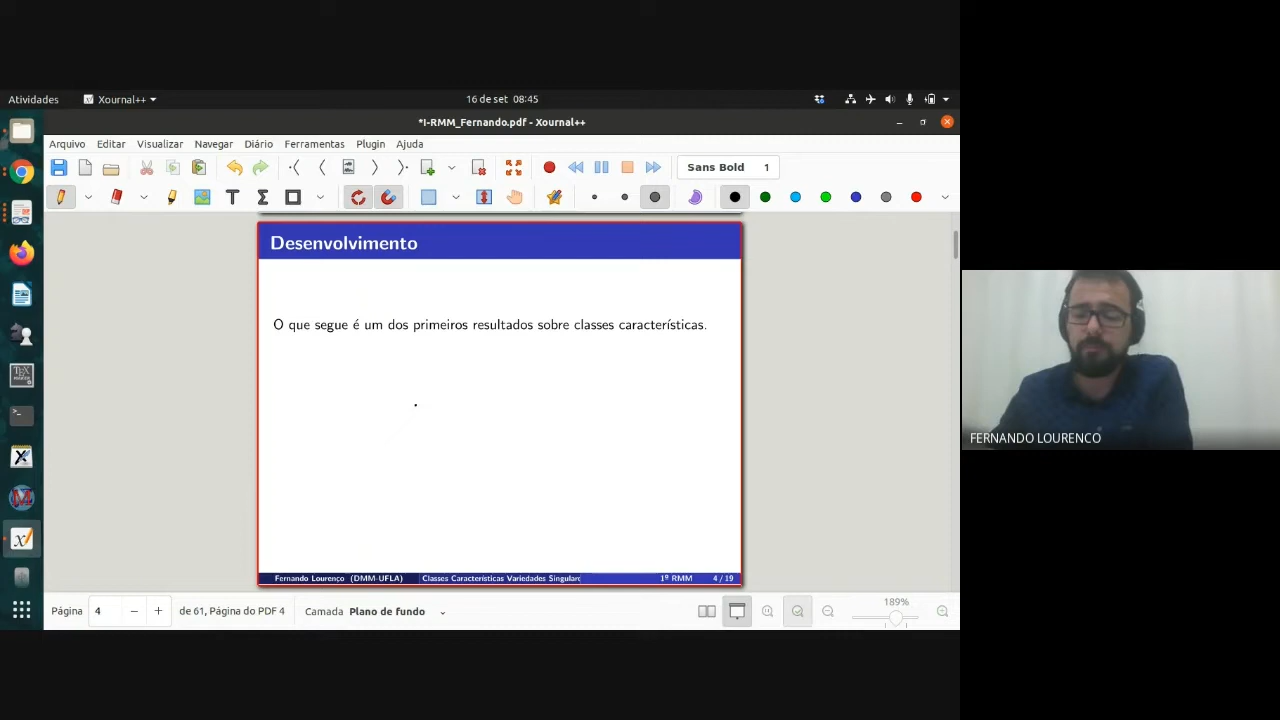 Atividades Xournal++ 16 de set 08:45
*I-RMM_Fernando.pdf - Xournal++
Arquivo Editar Visualizar Navegar Diário Ferramentas Plugin Ajuda
Sans Bold 1
Desenvolvimento
O que segue é um dos primeiros resultados sobre classes características.
FERNANDO LOURENCO
Fernando Lourenço (DMM-UFLA) Classes Características Variedades Singular 1º RMM 4 / 19
Página 4 de 61, Página do PDF 4 Camada Plano de fundo 189%